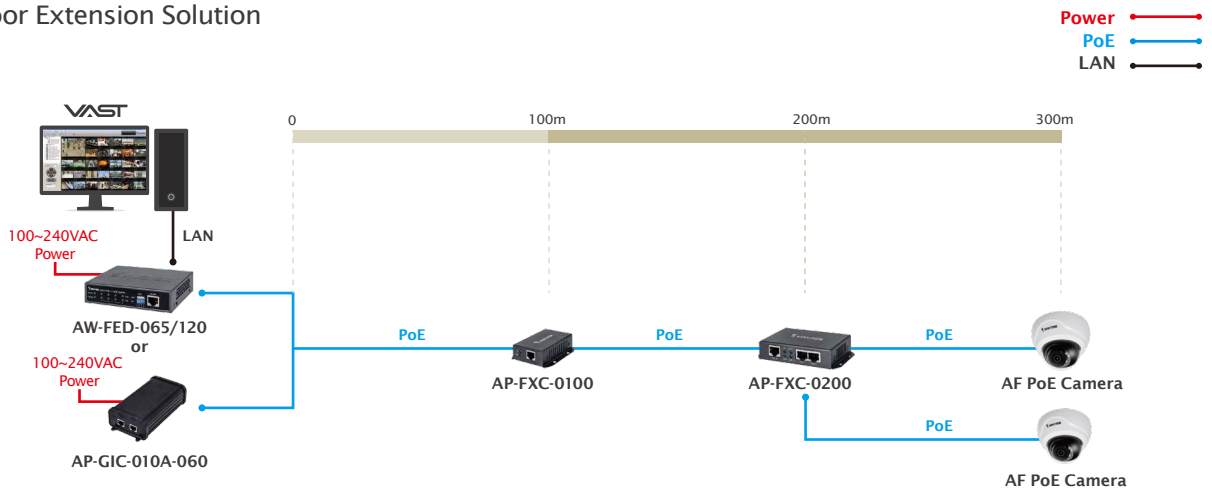 oor Extension Solution
Power
PoE
LAN
VAST
0
100m
200m
300m
100~240VAC
Power
LAN
AW-FED-065/120
or
100~240VAC
Power
AP-GIC-010A-060
PoE
PoE
PoE
AP-FXC-0100
AP-FXC-0200
AF PoE Camera
PoE
AF PoE Camera